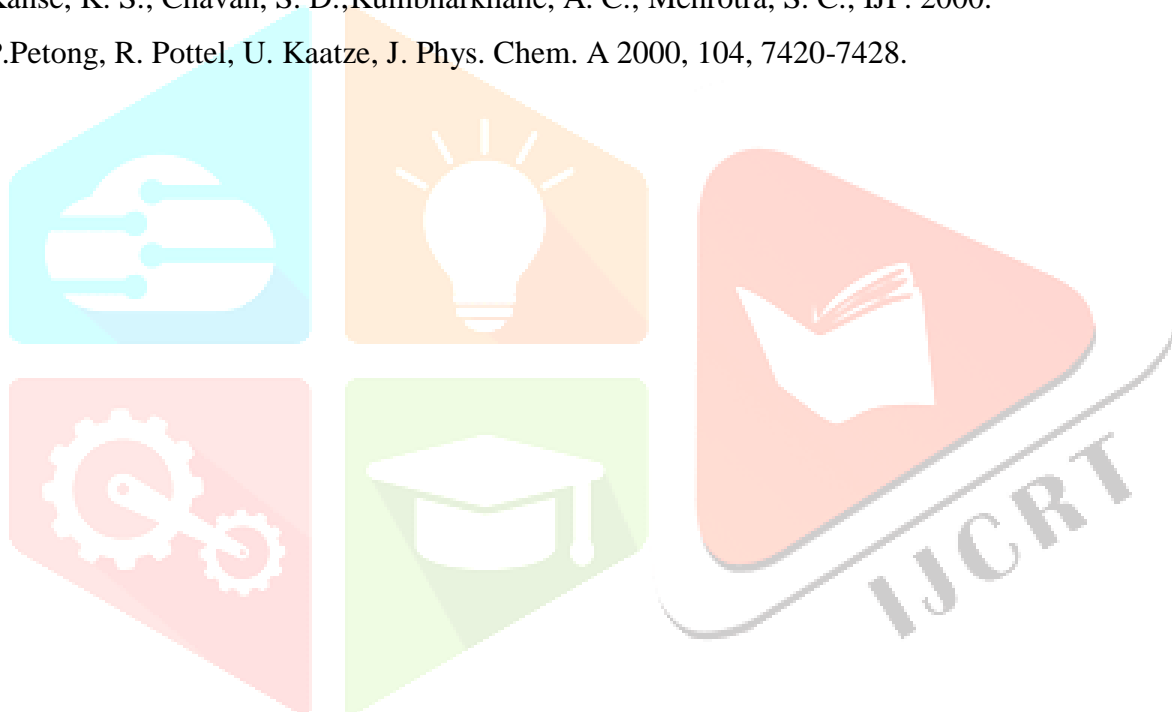 Kanse, K. S., Chavan, S. D.,Kumbharkhane, A. C., Mehrotra, S. C., IJP. 2000.
P.Petong, R. Pottel, U. Kaatze, J. Phys. Chem. A 2000, 104, 7420-7428.
IJCRT